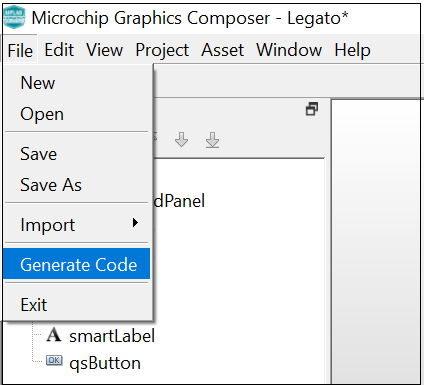 Microchip Graphics Composer - Legato*
File Edit View Project Asset Window Help
New
Open
Save
Save As
dPanel
Import
Generate Code
Exit
A smartLabel
OK qsButton